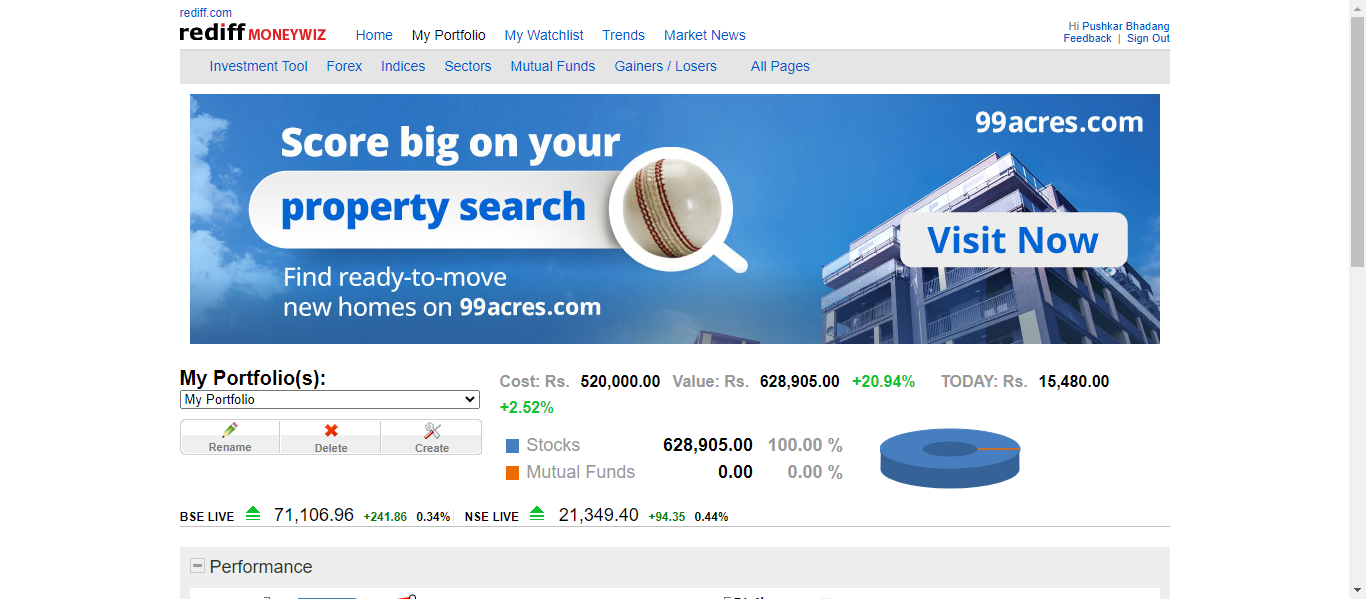 rediff.com
rediff MONEYWIZ
Home My Portfolio My Watchlist Trends Market News
Hi Pushkar Bhadang
Feedback | Sign Out
Investment Tool Forex Indices Sectors Mutual Funds Gainers / Losers All Pages
99acres.com
Score big on your
property search
Visit Now
Find ready-to-move
new homes on 99acres.com
My Portfolio(s):
My Portfolio
Rename Delete Create
Cost: Rs. 520,000.00 Value: Rs. 628,905.00 +20.94% TODAY: Rs. 15,480.00
+2.52%
Stocks 628,905.00 100.00 %
Mutual Funds 0.00 0.00 %
BSE LIVE 71,106.96 +241.86 0.34% NSE LIVE 21,349.40 +94.35 0.44%
Performance